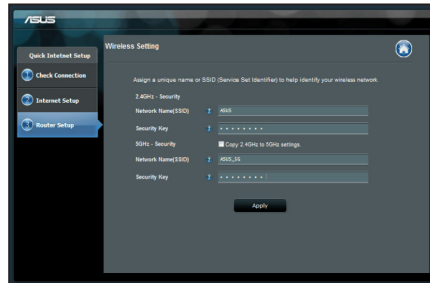 ASUS
Quick Intetnet Setup
Check Connection
Internet Setup
Router Setup
Wireless Setting
Assign a unique name or SSID (Service Set Identifier) to help identify your wireless network.
2.4GHz - Security
Network Name(SSID) ? ASUS
Security Key ? • • • • • • • •
5GHz - Security Copy 2.4GHz to 5GHz settings.
Network Name(SSID) ? ASUS_5G
Security Key ? • • • • • • • •
Apply